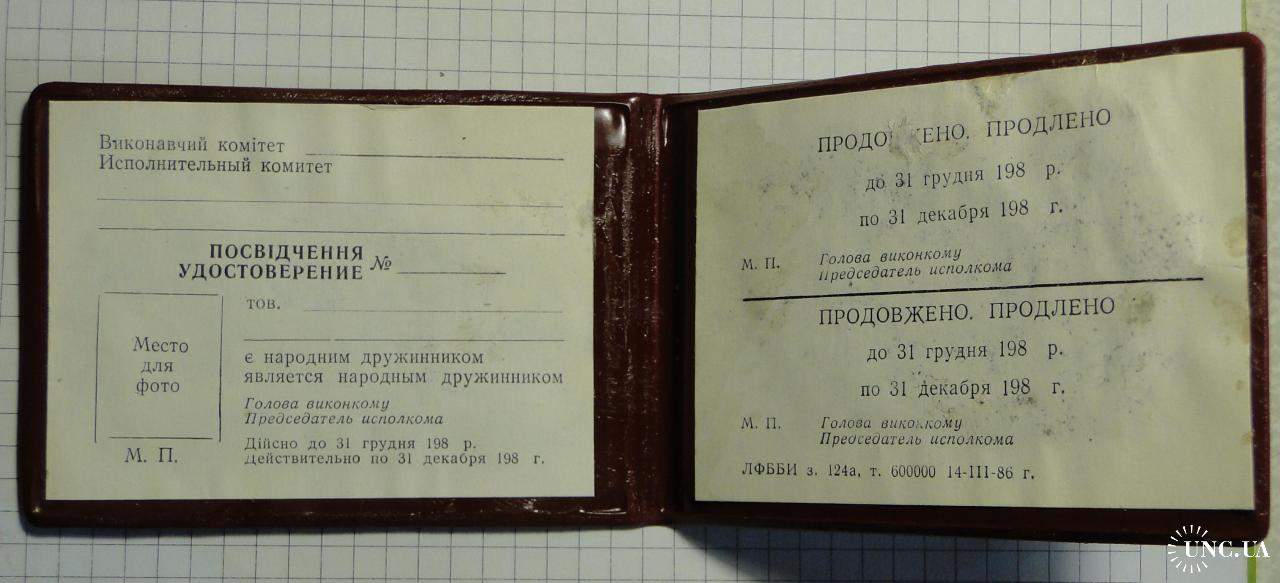 Виконавчий комітет
Исполнительный комитет
ПОСВІДЧЕННЯ
УДОСТОВЕРЕНИЕ №
тов.
Место
для
фото
є народним дружинником
является народным дружинником
Голова виконкому
Председатель исполкома
М. П.
Дійсно до 31 грудня 198 р.
Действительно по 31 декабря 198 г.
ПРОДОВЖЕНО. ПРОДЛЕНО
до 31 грудня 198 р.
по 31 декабря 198 г.
М. П.
Голова виконкому
Председатель исполкома
ПРОДОВЖЕНО. ПРОДЛЕНО
до 31 грудня 198 р.
по 31 декабря 198 г.
М. П.
Голова виконкому
Председатель исполкома
ЛФББИ з. 124а, т. 600000 14-III-86 г.
UNC.UA